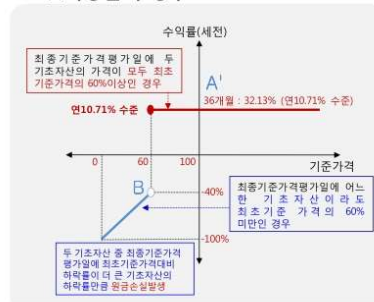 수익률(세전)
최종기준가격평가일에 두
기초자산의 가격이 모두 최초
기준가격의 60%이상인 경우
A'
36개월 : 32.13% (연10.71% 수준)
연10.71% 수준
0
60
100
기준가격
B
-40%
-100%
최종기준가격평가일에 어느
한 기초자산이라도
최초기준 가격의 60%
미만인 경우
두 기초자산 중 최종기준가격
평가일에 최초기준가격대비
하락률이 더 큰 기초자산의
하락률만큼 원금손실발생